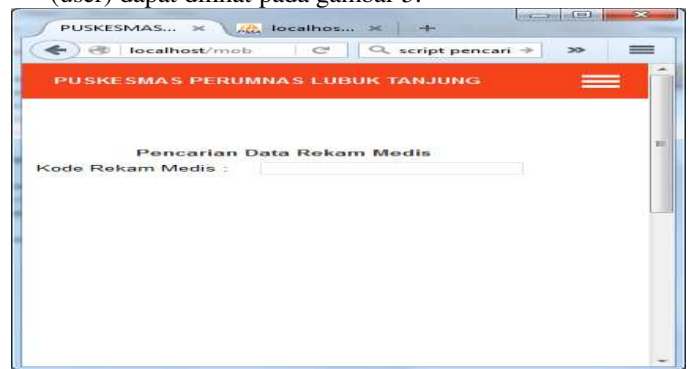 (user) dapat dilihat pada gambar 5.
PUSKESMAS... × localhos... × +
localhost/mob script pencari
PUSKESMAS PERUMNAS LUBUK TANJUNG
Pencarian Data Rekam Medis
Kode Rekam Medis :